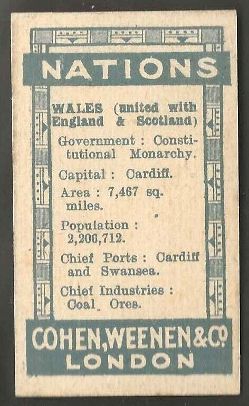 NATIONS
WALES (united with
England & Scotland)
Government : Consti-
tutional Monarchy.
Capital : Cardiff.
Area : 7,467 sq.
miles.
Population :
2,206,712.
Chief Ports : Cardiff
and Swansea.
Chief Industries :
Coal, Ores.
COHEN, WEENEN & CO.
LONDON